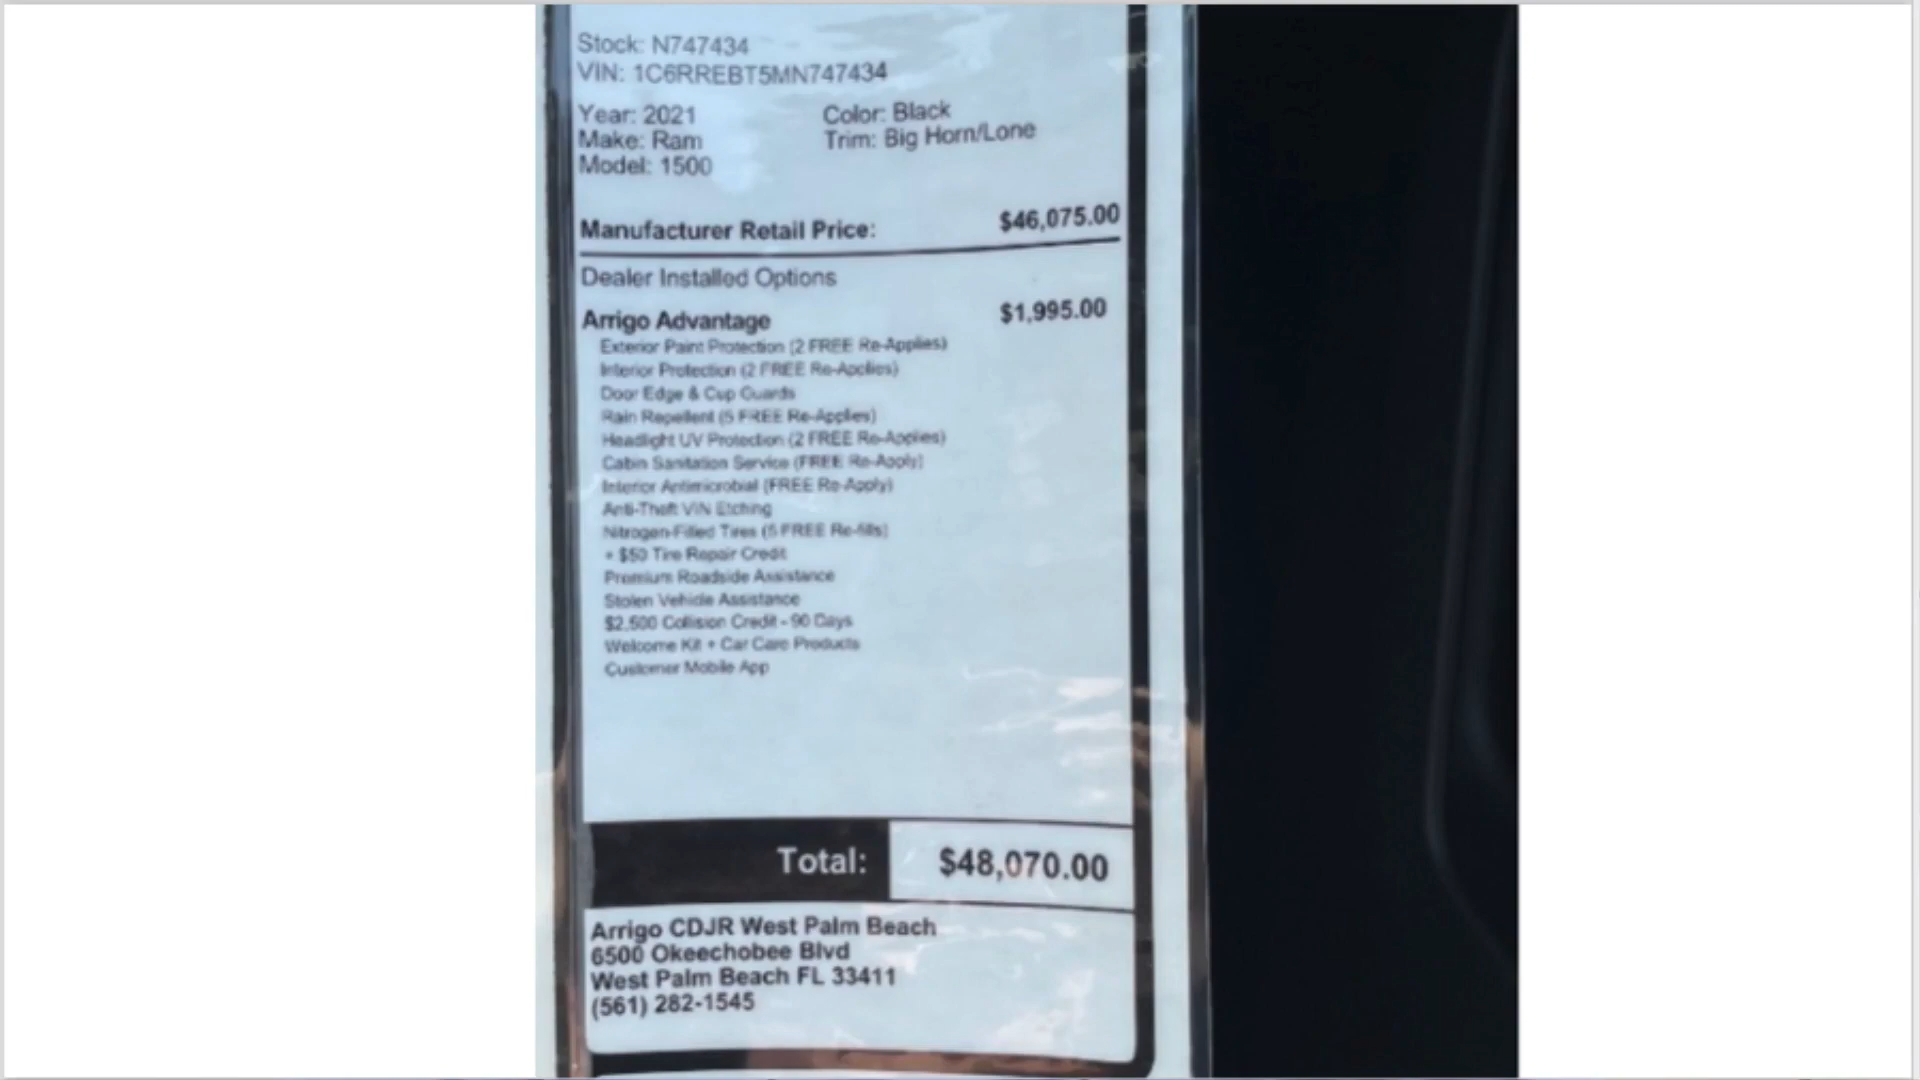 Stock: N747434
VIN: 1C6RREBT5MN747434
Year: 2021 Color: Black
Make: Ram Trim: Big Horn/Lone
Model: 1500
Manufacturer Retail Price: $46,075.00
Dealer Installed Options
Arrigo Advantage $1,995.00
Exterior Paint Protection (2 FREE Re-Applies)
Interior Protection (2 FREE Re-Applies)
Door Edge & Cup Guards
Rain Repellent (5 FREE Re-Applies)
Headlight UV Protection (2 FREE Re-Applies)
Cabin Sanitation Service (FREE Re-Apply)
Interior Antimicrobial (FREE Re-Apply)
Anti-Theft VIN Etching
Nitrogen-Filled Tires (5 FREE Re-fills)
+ $50 Tire Repair Credit
Premium Roadside Assistance
Stolen Vehicle Assistance
$2,500 Collision Credit - 90 Days
Welcome Kit + Car Care Products
Customer Mobile App
Total: $48,070.00
Arrigo CDJR West Palm Beach
6500 Okeechobee Blvd
West Palm Beach FL 33411
(561) 282-1545